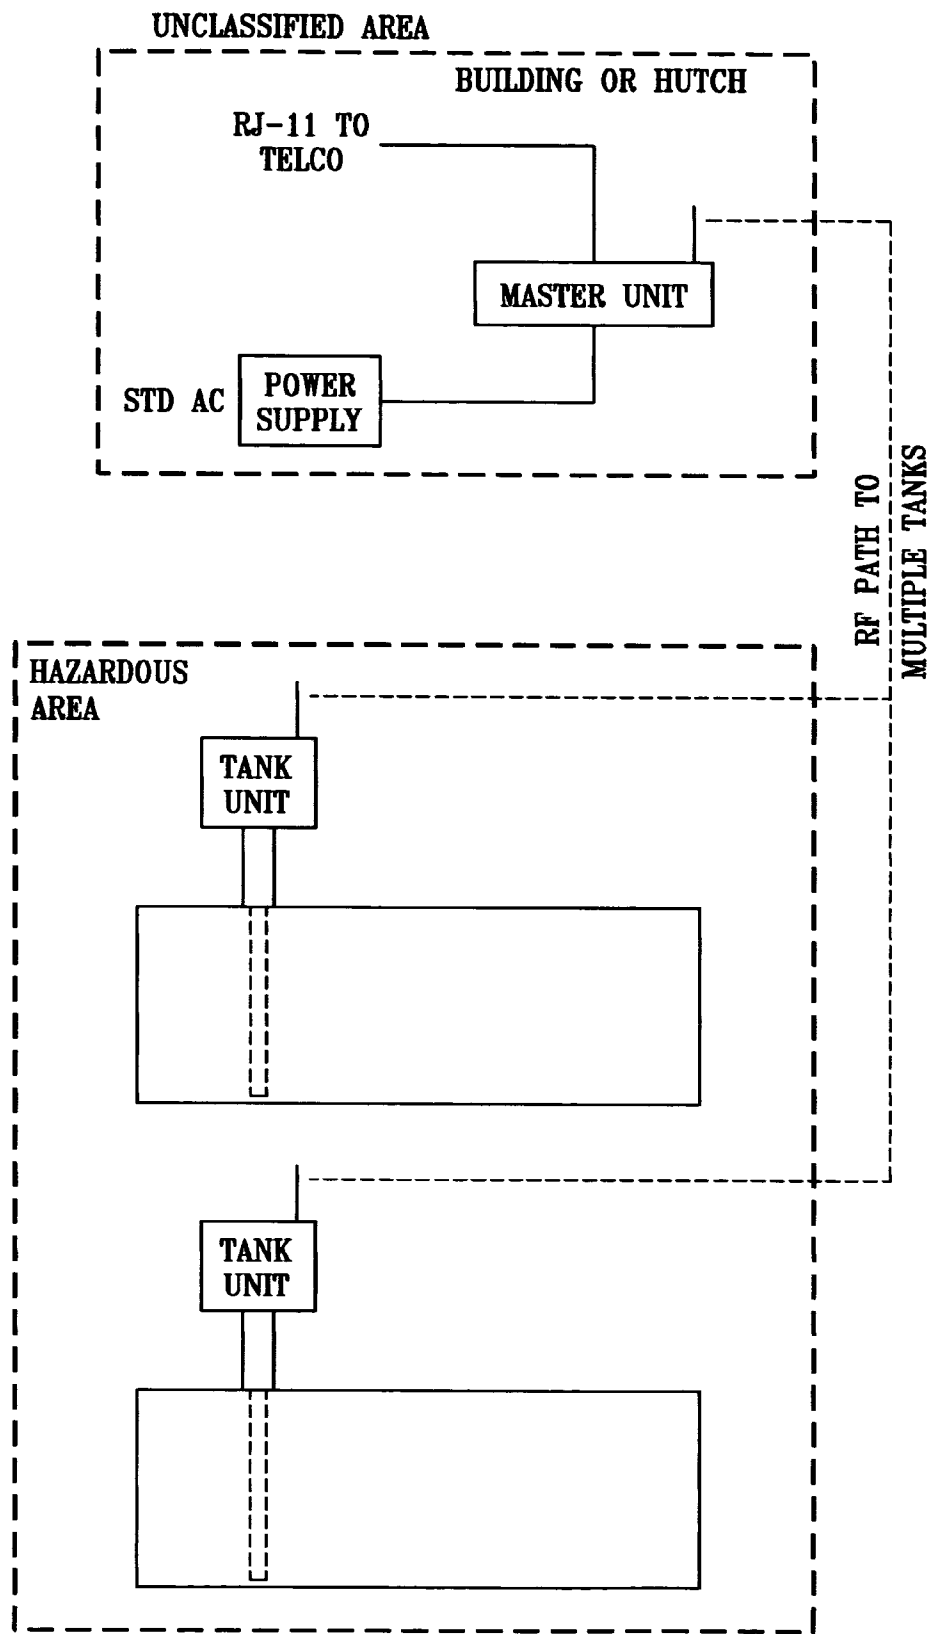 UNCLASSIFIED AREA
BUILDING OR HUTCH
RJ-11 TO
TELCO
MASTER UNIT
STD AC
POWER
SUPPLY
RF PATH TO
MULTIPLE TANKS
HAZARDOUS
AREA
TANK
UNIT
TANK
UNIT